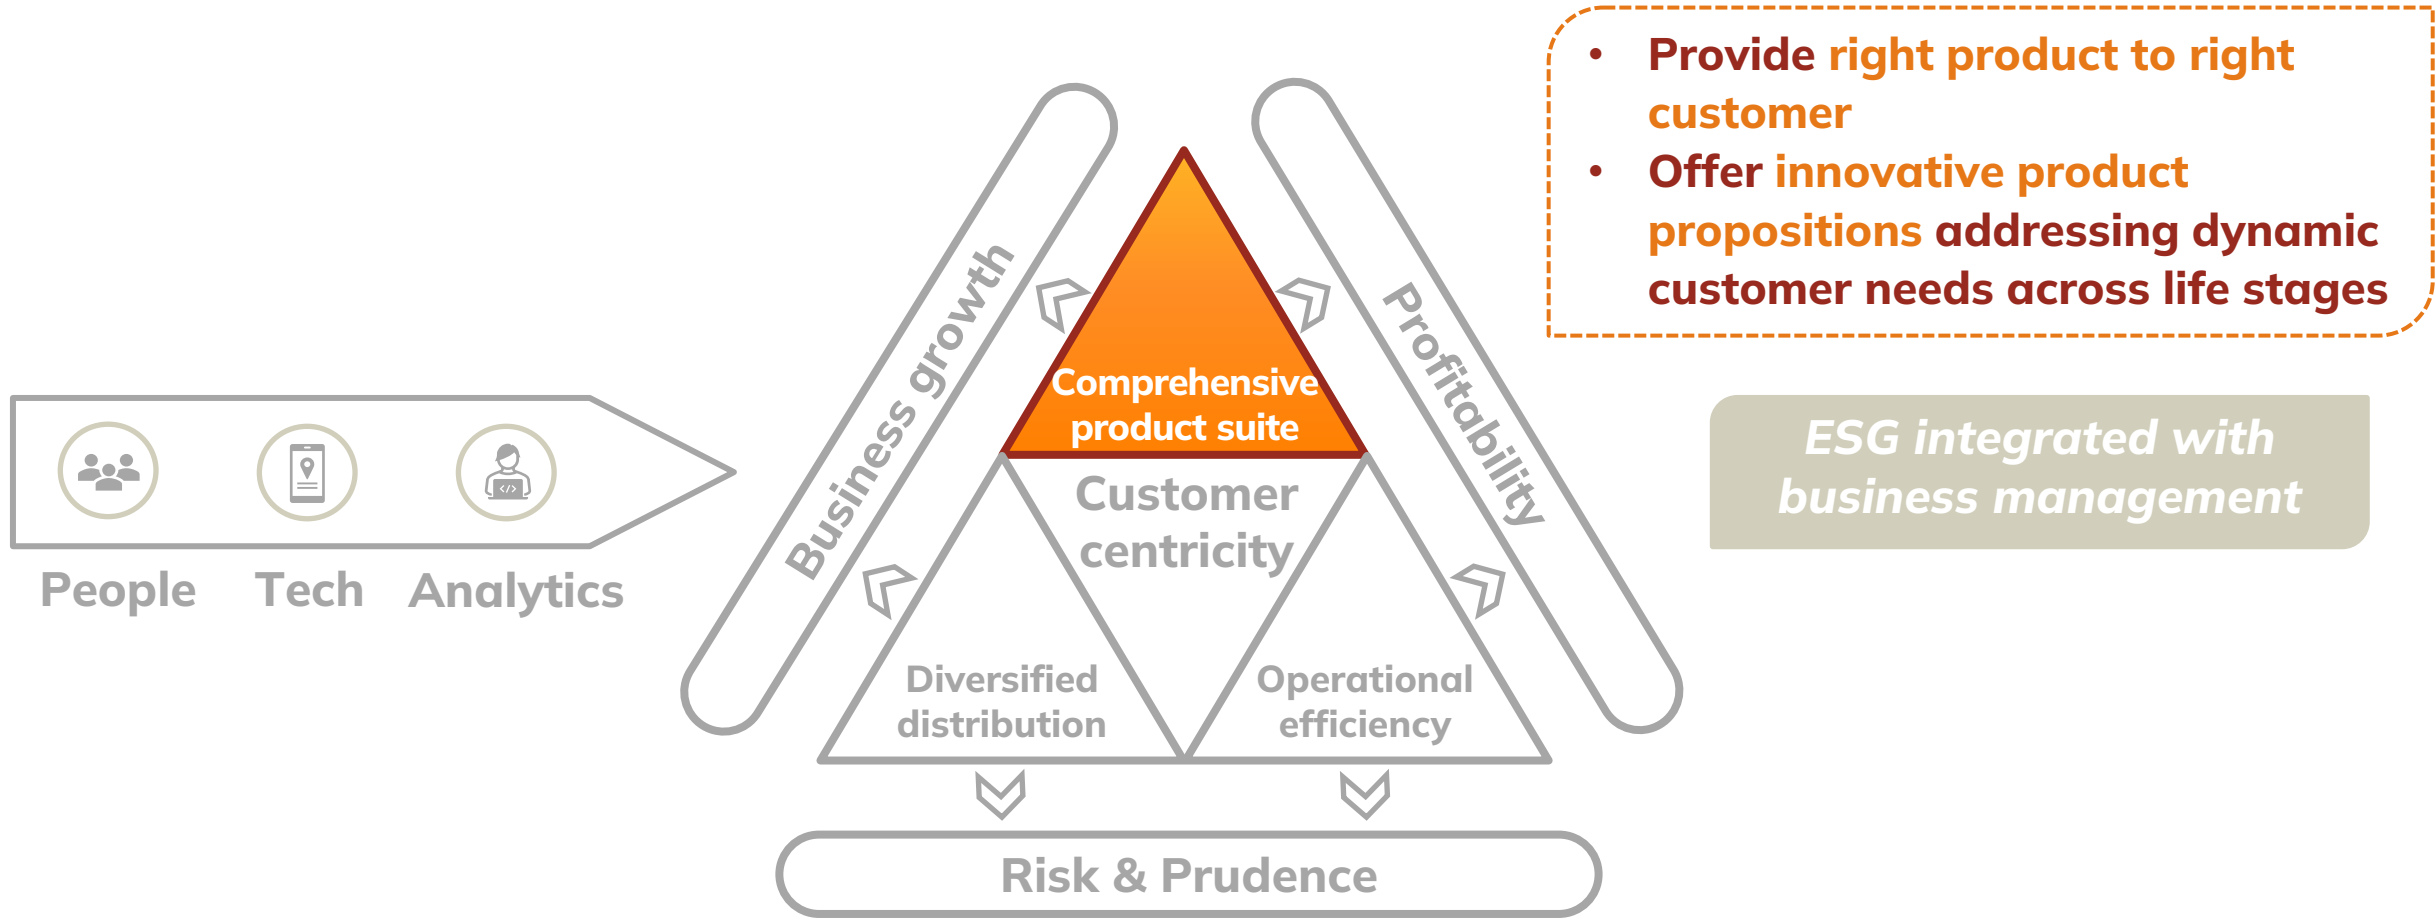 • Provide right product to right
customer
• Offer innovative product
propositions addressing dynamic
customer needs across life stages
Business growth
Profitability
Comprehensive
product suite
Customer
centricity
ESG integrated with
business management
People
Tech
Analytics
Diversified
distribution
Operational
efficiency
Risk & Prudence